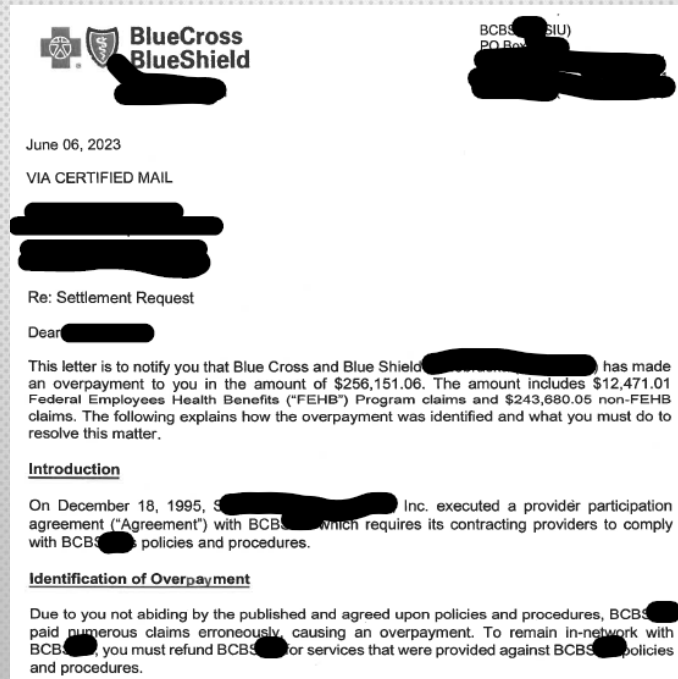 BlueCross
BlueShield
BCBS SIU)
PO Box
June 06, 2023
VIA CERTIFIED MAIL
Re: Settlement Request
Dear
This letter is to notify you that Blue Cross and Blue Shield ) has made
an overpayment to you in the amount of $256,151.06. The amount includes $12,471.01
Federal Employees Health Benefits ("FEHB") Program claims and $243,680.05 non-FEHB
claims. The following explains how the overpayment was identified and what you must do to
resolve this matter.
Introduction
On December 18, 1995, S Inc. executed a provider participation
agreement ("Agreement") with BCBS which requires its contracting providers to comply
with BCBS policies and procedures.
Identification of Overpayment
Due to you not abiding by the published and agreed upon policies and procedures, BCBS
paid numerous claims erroneously, causing an overpayment. To remain in-network with
BCBS , you must refund BCBS for services that were provided against BCBS policies
and procedures.